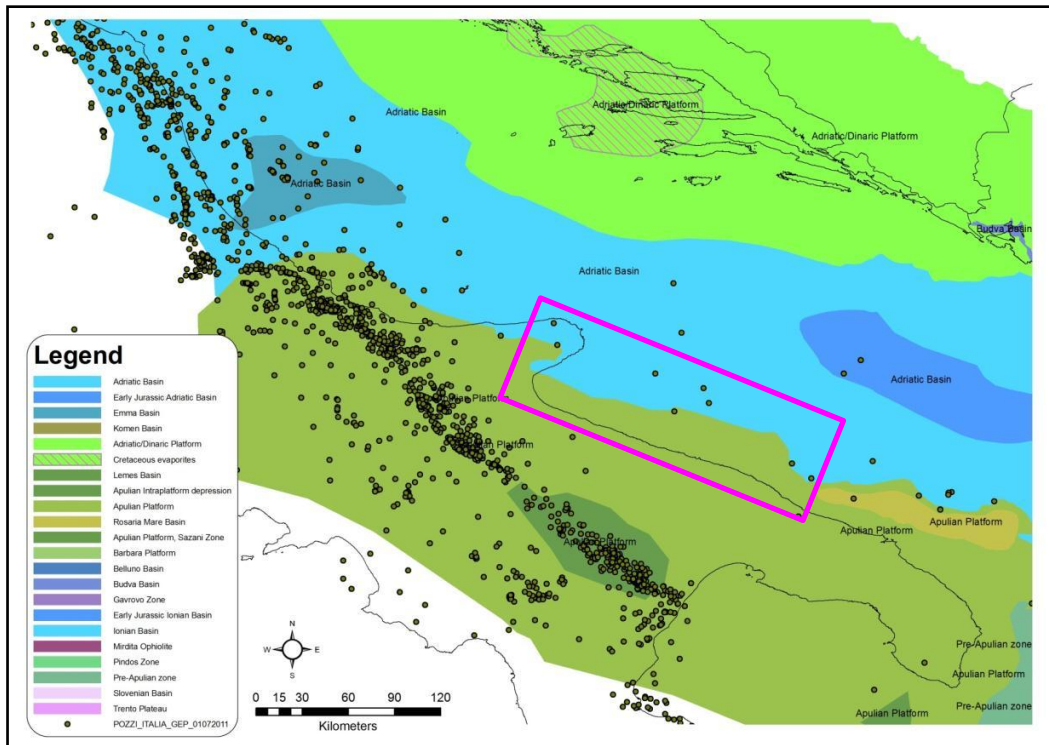 Adriatic Basin
Adriatic/Dinaric Platform
Adriatic/Dinaric Platform
Adriatic Basin
Budva Basin
Adriatic Basin
Adriatic Basin
Platform
Platform
Apulian Platform
Apulian Platform
Apulian Platform
Pre-Apulian zone
Apulian Platform
Pre-Apulian zone
Apulian Platform
Legend
Adriatic Basin
Early Jurassic Adriatic Basin
Emma Basin
Komen Basin
Adriatic/Dinaric Platform
Cretaceous evaporites
Lemes Basin
Apulian Intraplatform depression
Apulian Platform
Rosaria Mare Basin
Apulian Platform, Sazani Zone
Barbara Platform
Belluno Basin
Budva Basin
Gavrovo Zone
Early Jurassic Ionian Basin
Ionian Basin
Mirdita Ophiolite
Pindos Zone
Pre-Apulian zone
Slovenian Basin
Trento Plateau
POZZI_ITALIA_GEP_01072011
N
W E
S
0 15 30 60 90 120
Kilometers